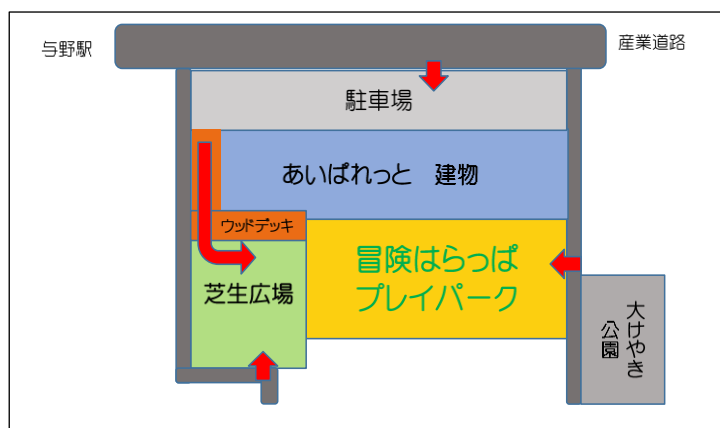 与野駅
産業道路
駐車場
あいぱれっと　建物
ウッドデッキ
冒険はらっぱ
プレイパーク
芝生広場
大けやき
公園